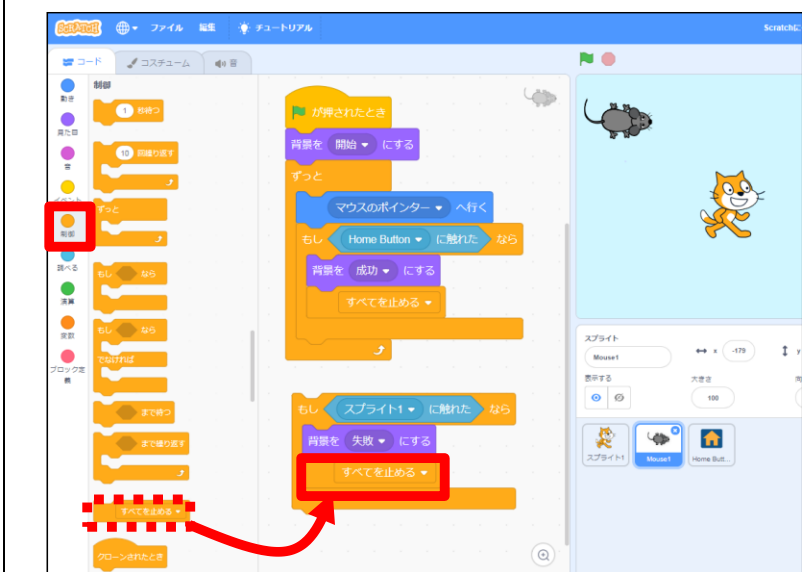 SCRATCH ファイル 編集 チュートリアル Scratchに
コード コスチューム 音
動き
見た目
音
イベント
制御
調べる
演算
変数
ブロック定
義
制御
1 秒待つ
10 回繰り返す
ずっと
もし なら
もし なら
でなければ
まで待つ
まで繰り返す
すべてを止める
クローンされたとき
が押されたとき
背景を 開始 にする
ずっと
マウスのポインター へ行く
もし Home Button に触れた なら
背景を 成功 にする
すべてを止める
もし スプライト1 に触れた なら
背景を 失敗 にする
すべてを止める
スプライト
Mouse1 x -179 y
表示する 大きさ 向
100
スプライト1 Mouse1 Home Butt...